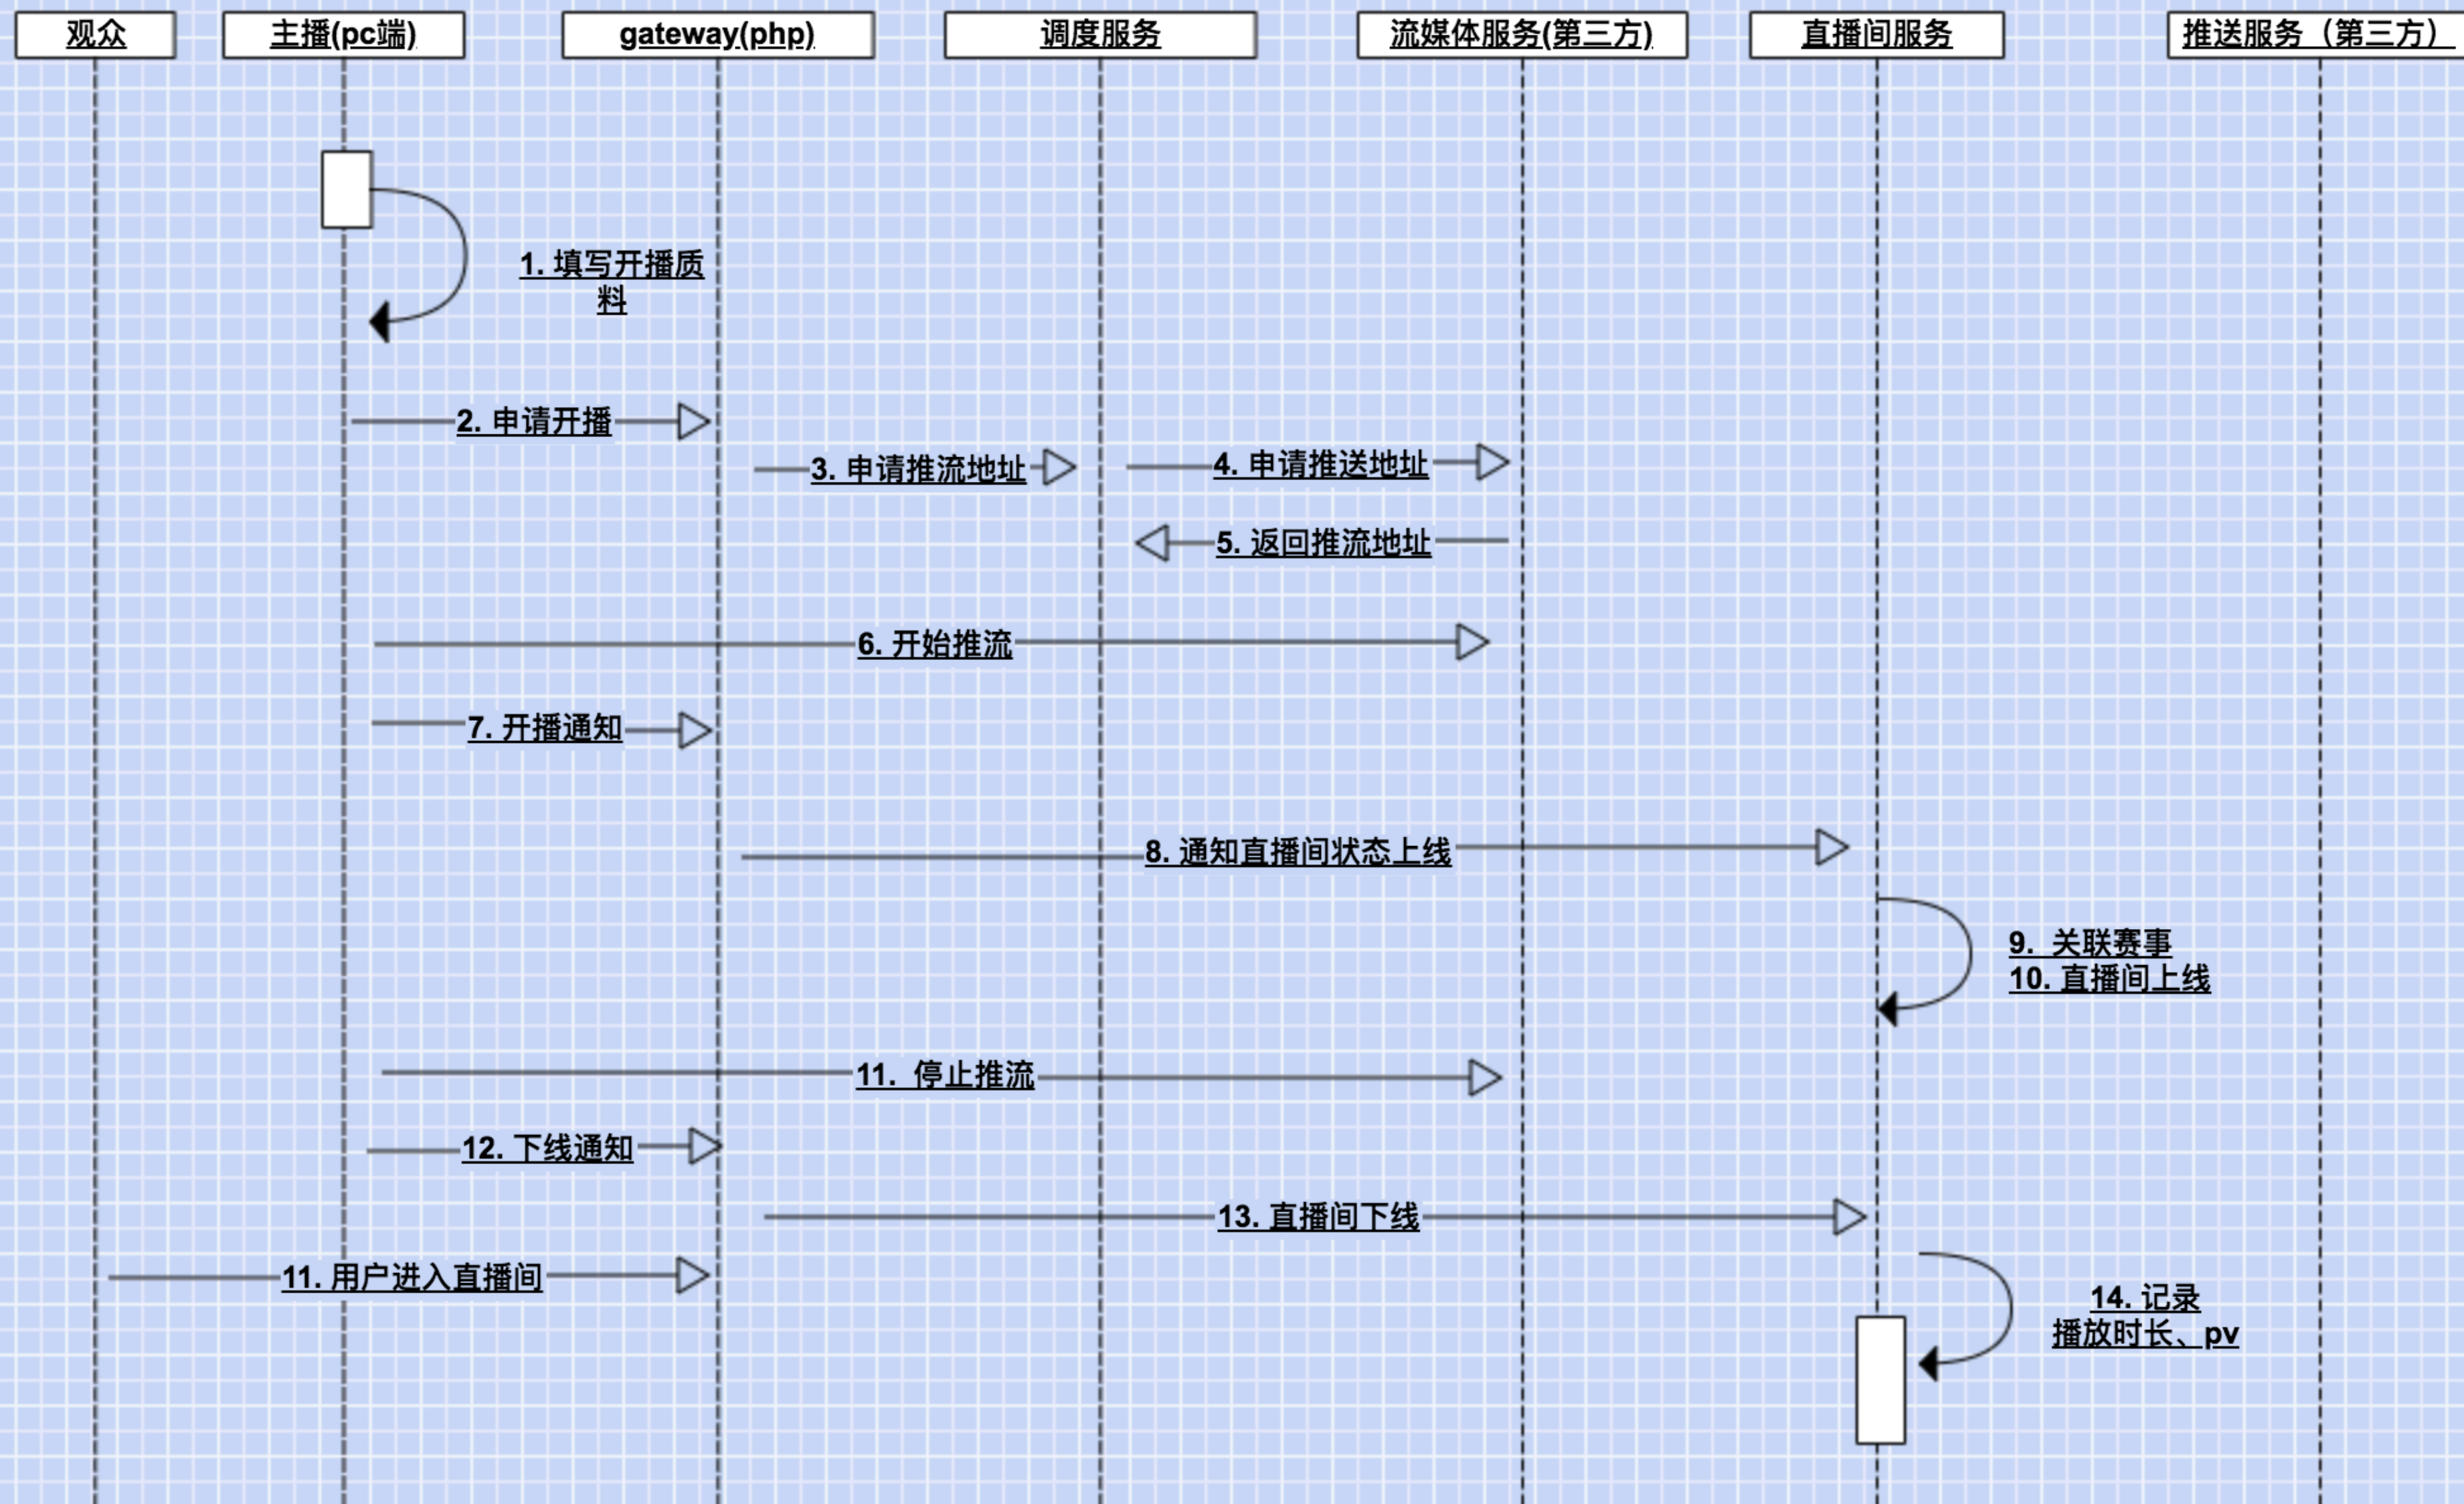 观众
主播(pc端)
gateway(php)
调度服务
流媒体服务(第三方)
直播间服务
推送服务（第三方）
1. 填写开播质
料
2. 申请开播
3. 申请推流地址
4. 申请推送地址
5. 返回推流地址
6. 开始推流
7. 开播通知
8. 通知直播间状态上线
9. 关联赛事
10. 直播间上线
11. 停止推流
12. 下线通知
13. 直播间下线
11. 用户进入直播间
14. 记录
播放时长、pv